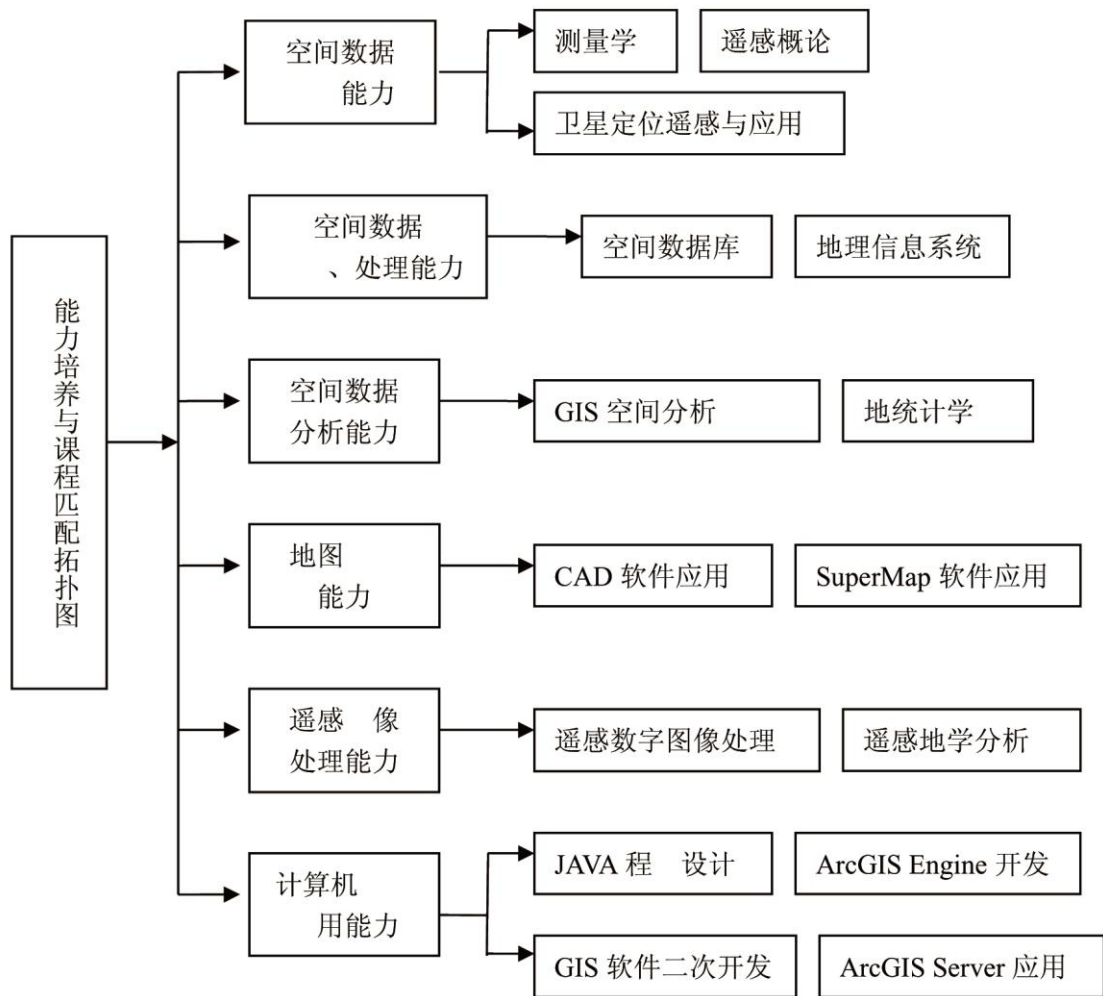 能力培养与课程匹配拓扑图
空间数据
能力
测量学
遥感概论
卫星定位遥感与应用
空间数据
、处理能力
空间数据库
地理信息系统
空间数据
分析能力
GIS 空间分析
地统计学
地图
能力
CAD 软件应用
SuperMap 软件应用
遥感 像
处理能力
遥感数字图像处理
遥感地学分析
计算机
用能力
JAVA 程 设计
ArcGIS Engine 开发
GIS 软件二次开发
ArcGIS Server 应用